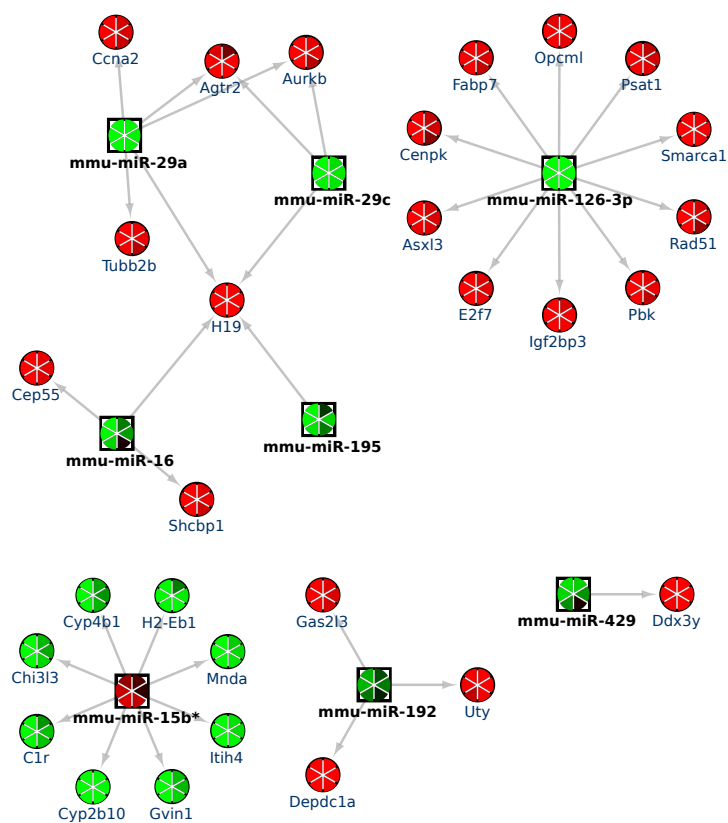 Ccna2
Agtr2
Aurkb
mmu-miR-29a
mmu-miR-29c
Tubb2b
H19
Cep55
mmu-miR-16
mmu-miR-195
Shcbp1
Opcml
Fabp7
Psat1
Cenpk
Smarca1
mmu-miR-126-3p
Asxl3
Rad51
E2f7
Pbk
Igf2bp3
Cyp4b1
H2-Eb1
Chi3l3
Mnda
mmu-miR-15b*
C1r
Itih4
Cyp2b10
Gvin1
Gas2l3
mmu-miR-192
Uty
Depdc1a
mmu-miR-429
Ddx3y